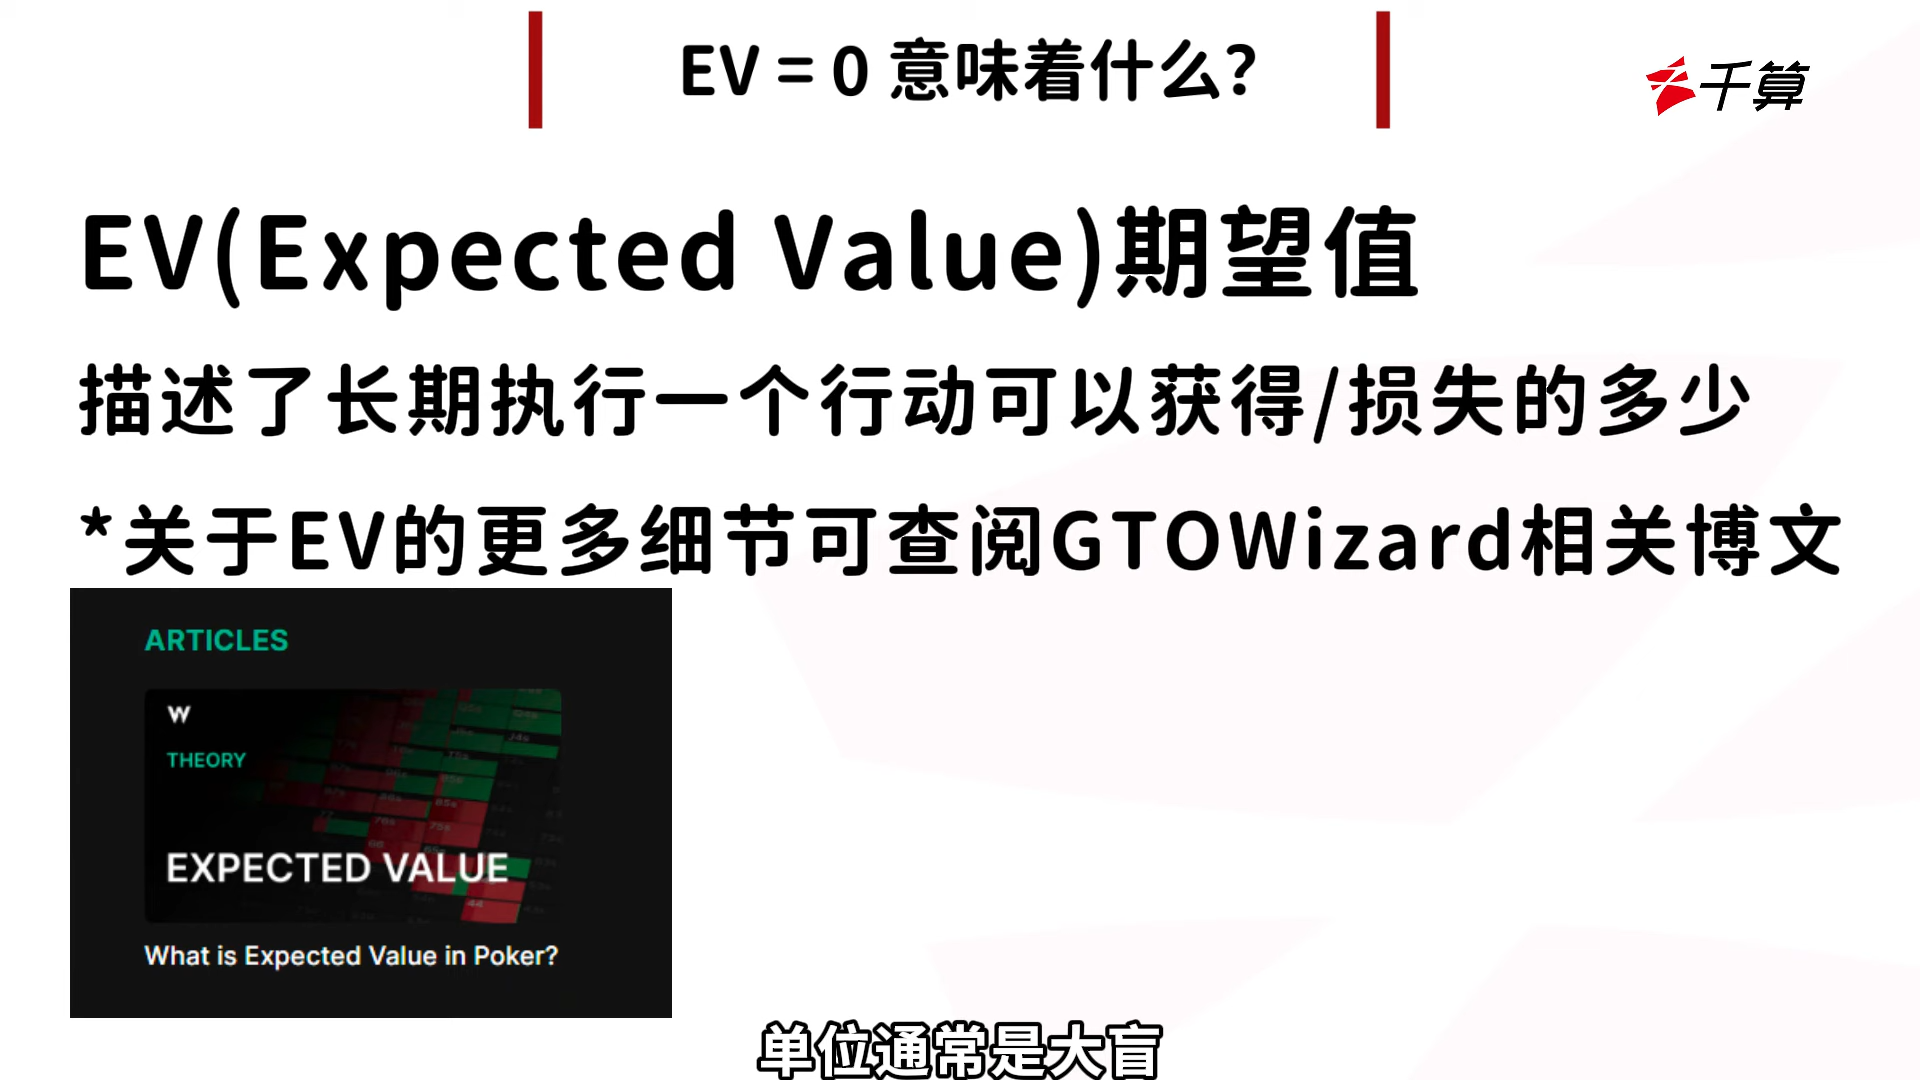 EV = 0 意味着什么?
千算
EV(Expected Value)期望值
描述了长期执行一个行动可以获得/损失的多少
*关于EV的更多细节可查阅GTOWizard相关博文
ARTICLES
W
THEORY
EXPECTED VALUE
What is Expected Value in Poker?
单位通常是大盲